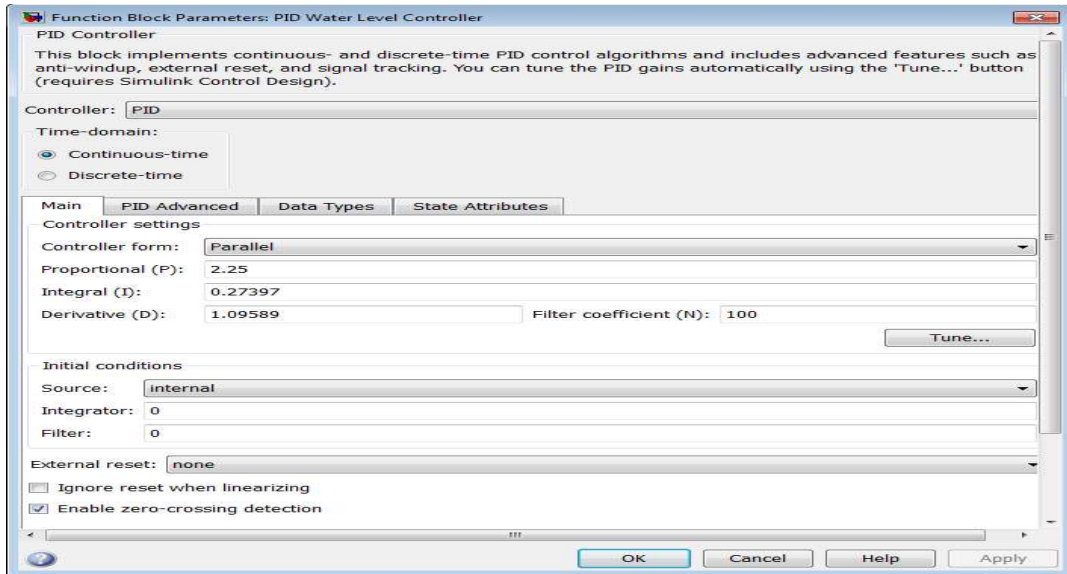 Function Block Parameters: PID Water Level Controller
PID Controller
This block implements continuous- and discrete-time PID control algorithms and includes advanced features such as
anti-windup, external reset, and signal tracking. You can tune the PID gains automatically using the 'Tune...' button
(requires Simulink Control Design).
Controller: PID
Time-domain:
Continuous-time
Discrete-time
Main PID Advanced Data Types State Attributes
Controller settings
Controller form: Parallel
Proportional (P): 2.25
Integral (I): 0.27397
Derivative (D): 1.09589 Filter coefficient (N): 100
Tune...
Initial conditions
Source: internal
Integrator: 0
Filter: 0
External reset: none
Ignore reset when linearizing
Enable zero-crossing detection
OK Cancel Help Apply